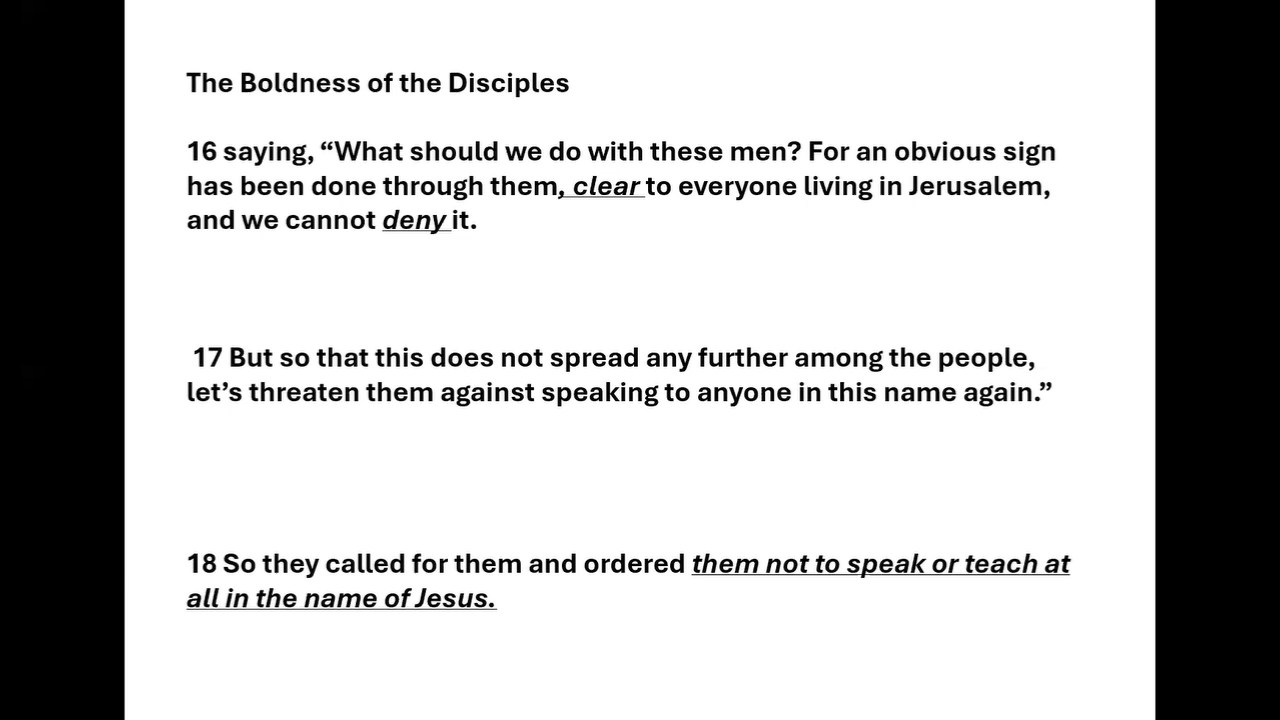 The Boldness of the Disciples
16 saying, “What should we do with these men? For an obvious sign
has been done through them, clear to everyone living in Jerusalem,
and we cannot deny it.
17 But so that this does not spread any further among the people,
let’s threaten them against speaking to anyone in this name again.”
18 So they called for them and ordered them not to speak or teach at
all in the name of Jesus.